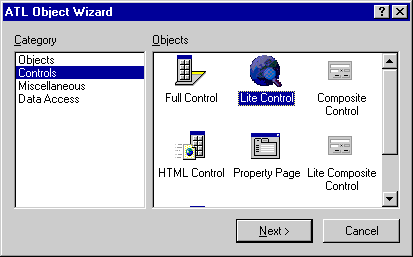 ATL Object Wizard
Category
Objects
Objects
Controls
Miscellaneous
Data Access
Full Control
Lite Control
Composite
Control
HTML Control
Property Page
Lite Composite
Control
Next >
Cancel